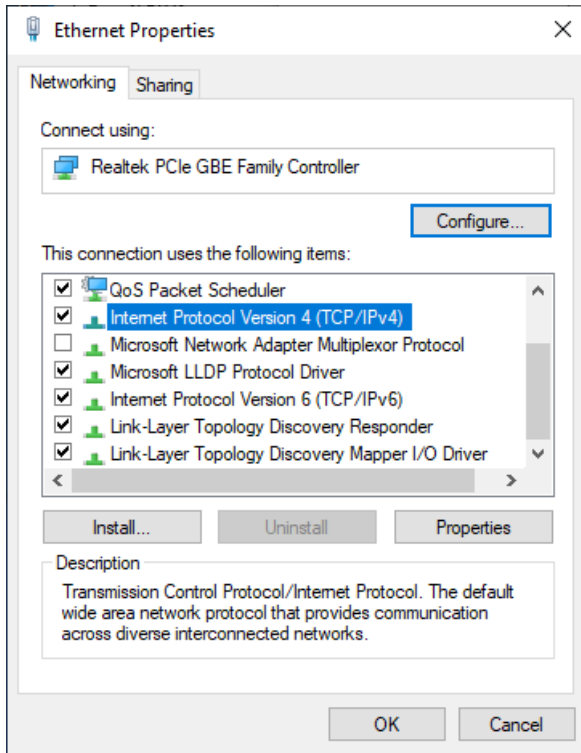 Ethernet Properties
Networking
Sharing
Connect using:
Realtek PCIe GBE Family Controller
Configure...
This connection uses the following items:
QoS Packet Scheduler
Internet Protocol Version 4 (TCP/IPv4)
Microsoft Network Adapter Multiplexor Protocol
Microsoft LLDP Protocol Driver
Internet Protocol Version 6 (TCP/IPv6)
Link-Layer Topology Discovery Responder
Link-Layer Topology Discovery Mapper I/O Driver
Install...
Uninstall
Properties
Description
Transmission Control Protocol/Internet Protocol. The default
wide area network protocol that provides communication
across diverse interconnected networks.
OK
Cancel